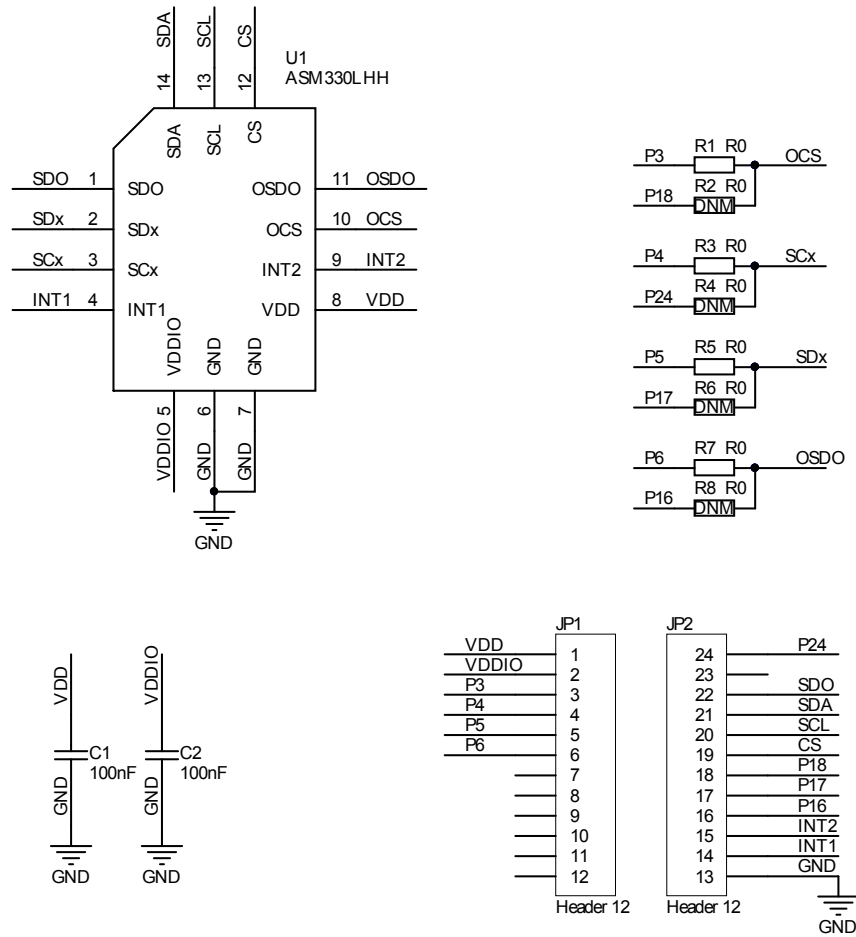 SDA
SCL
CS
14
13
12
U1
ASM330LHH
SDA
SCL
CS
SDO 1 SDO
SDx 2 SDx
SCx 3 SCx
INT1 4 INT1
OSDO 11 OSDO
OCS 10 OCS
INT2 9 INT2
VDD 8 VDD
VDDIO
GND
GND
VDDIO 5
GND 6
GND 7
GND
P3 R1 R0 OCS
P18 R2 R0
DNM
P4 R3 R0 SCx
P24 R4 R0
DNM
P5 R5 R0 SDx
P17 R6 R0
DNM
P6 R7 R0 OSDO
P16 R8 R0
DNM
VDD
C1
100nF
GND
GND
VDDIO
C2
100nF
GND
GND
JP1
VDD 1
VDDIO 2
P3 3
P4 4
P5 5
P6 6
7
8
9
10
11
12
Header 12
JP2
24 P24
23
22 SDO
21 SDA
20 SCL
19 CS
18 P18
17 P17
16 P16
15 INT2
14 INT1
13 GND
Header 12
GND